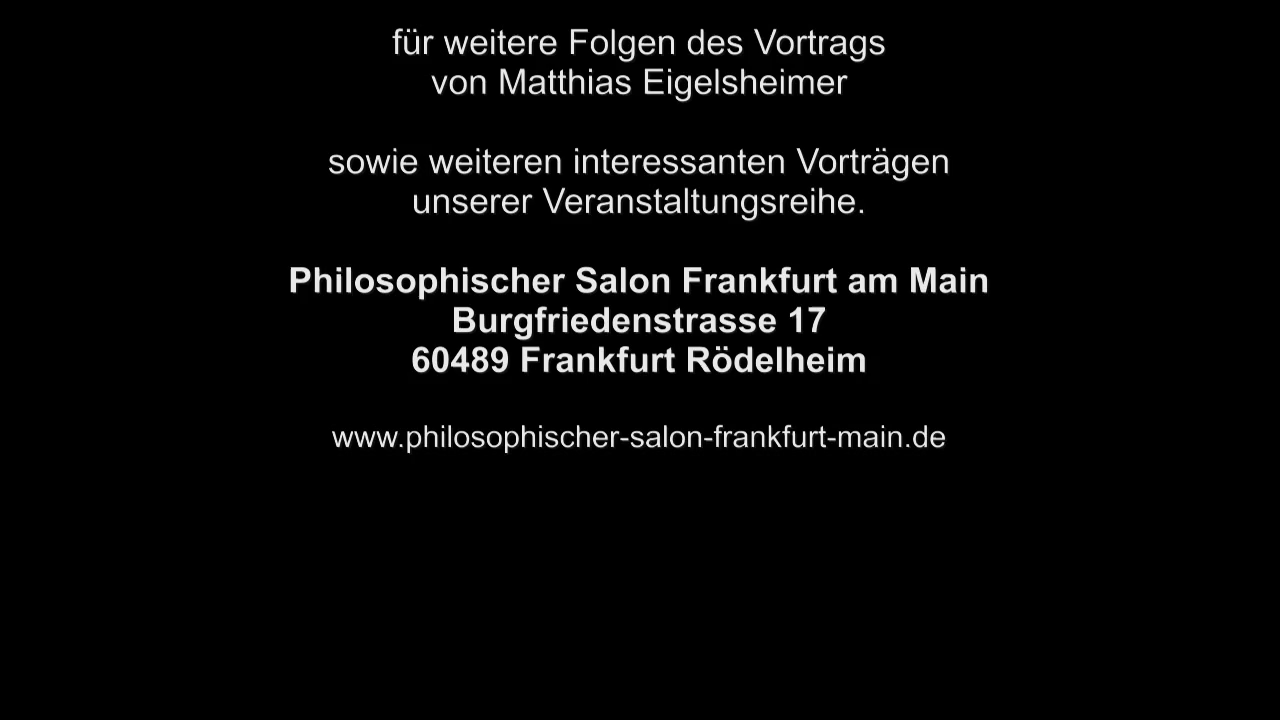 für weitere Folgen des Vortrags
von Matthias Eigelsheimer
sowie weiteren interessanten Vorträgen
unserer Veranstaltungsreihe.
Philosophischer Salon Frankfurt am Main
Burgfriedenstrasse 17
60489 Frankfurt Rödelheim
www.philosophischer-salon-frankfurt-main.de